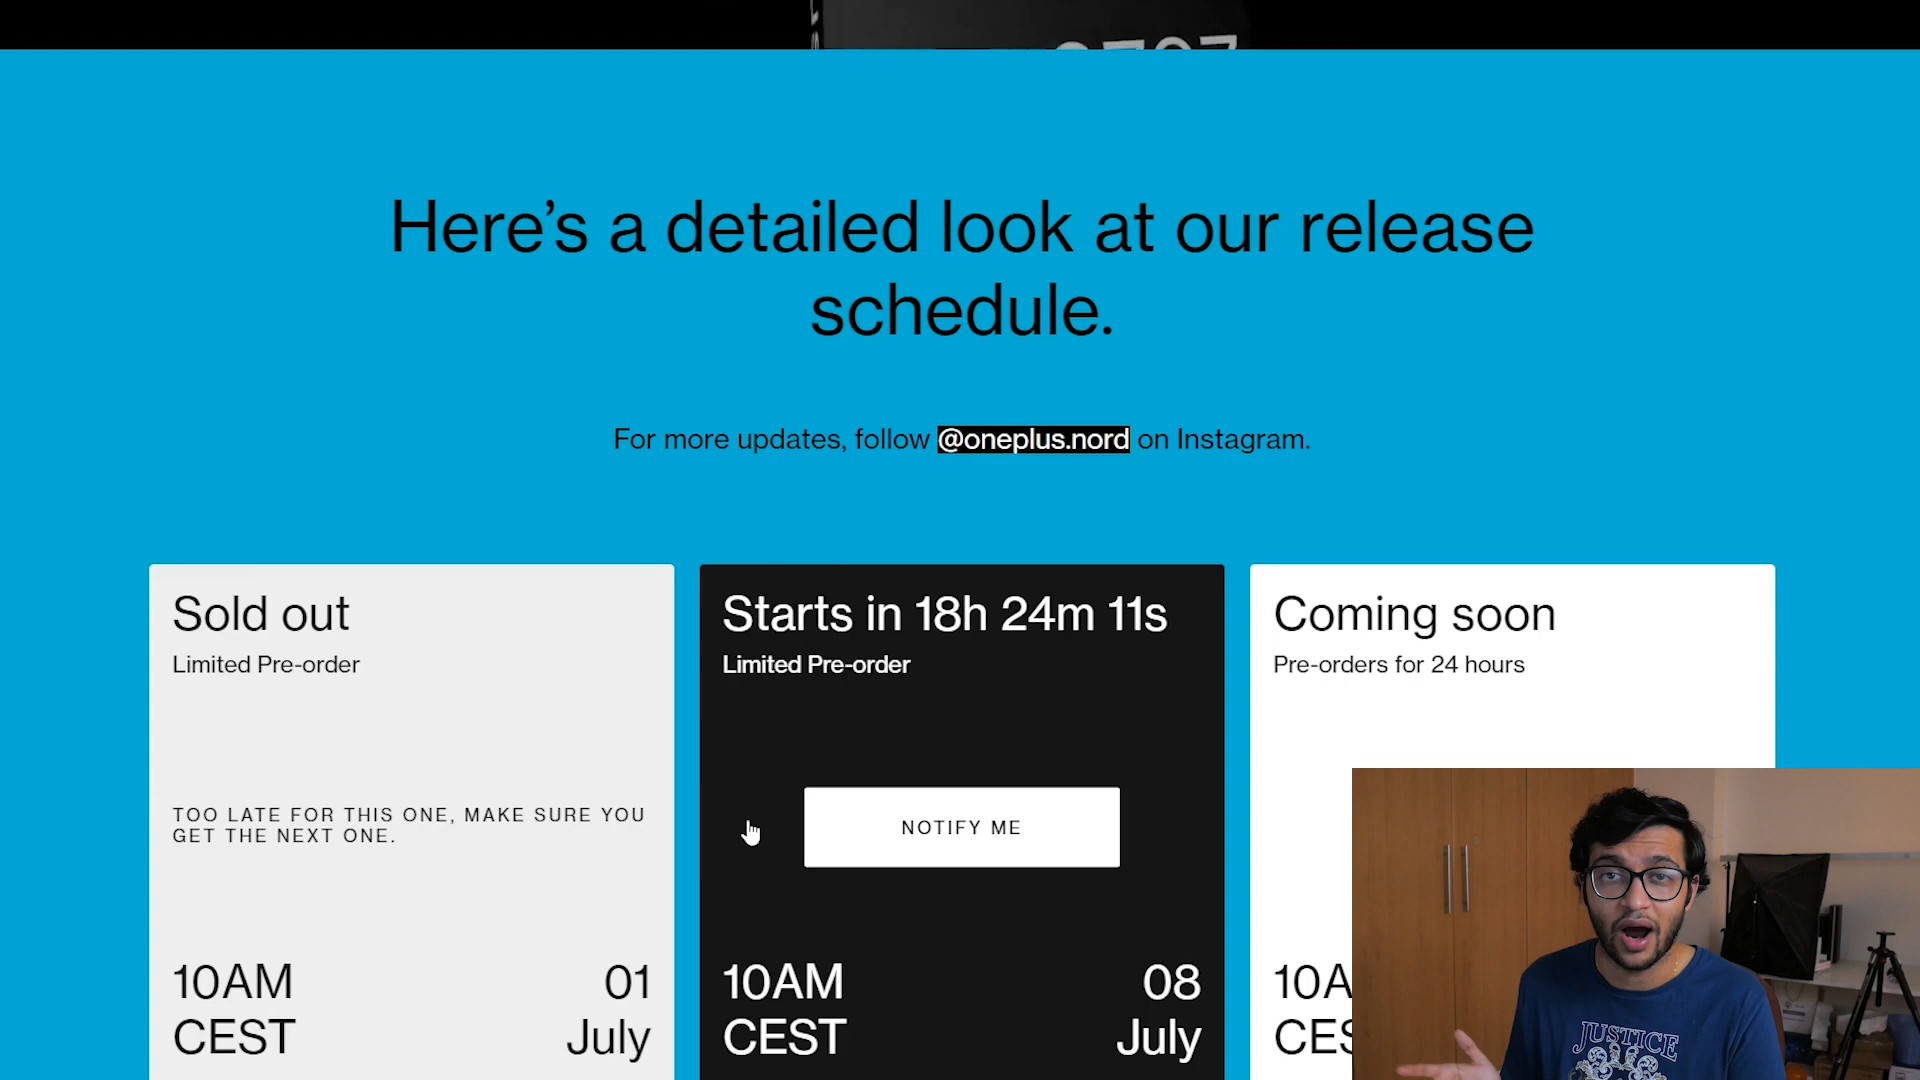 Here’s a detailed look at our release
schedule.
For more updates, follow @oneplus.nord on Instagram.
Sold out
Limited Pre-order
TOO LATE FOR THIS ONE, MAKE SURE YOU
GET THE NEXT ONE.
10AM 01
CEST July
Starts in 18h 24m 11s
Limited Pre-order
NOTIFY ME
10AM 08
CEST July
Coming soon
Pre-orders for 24 hours
JUSTICE